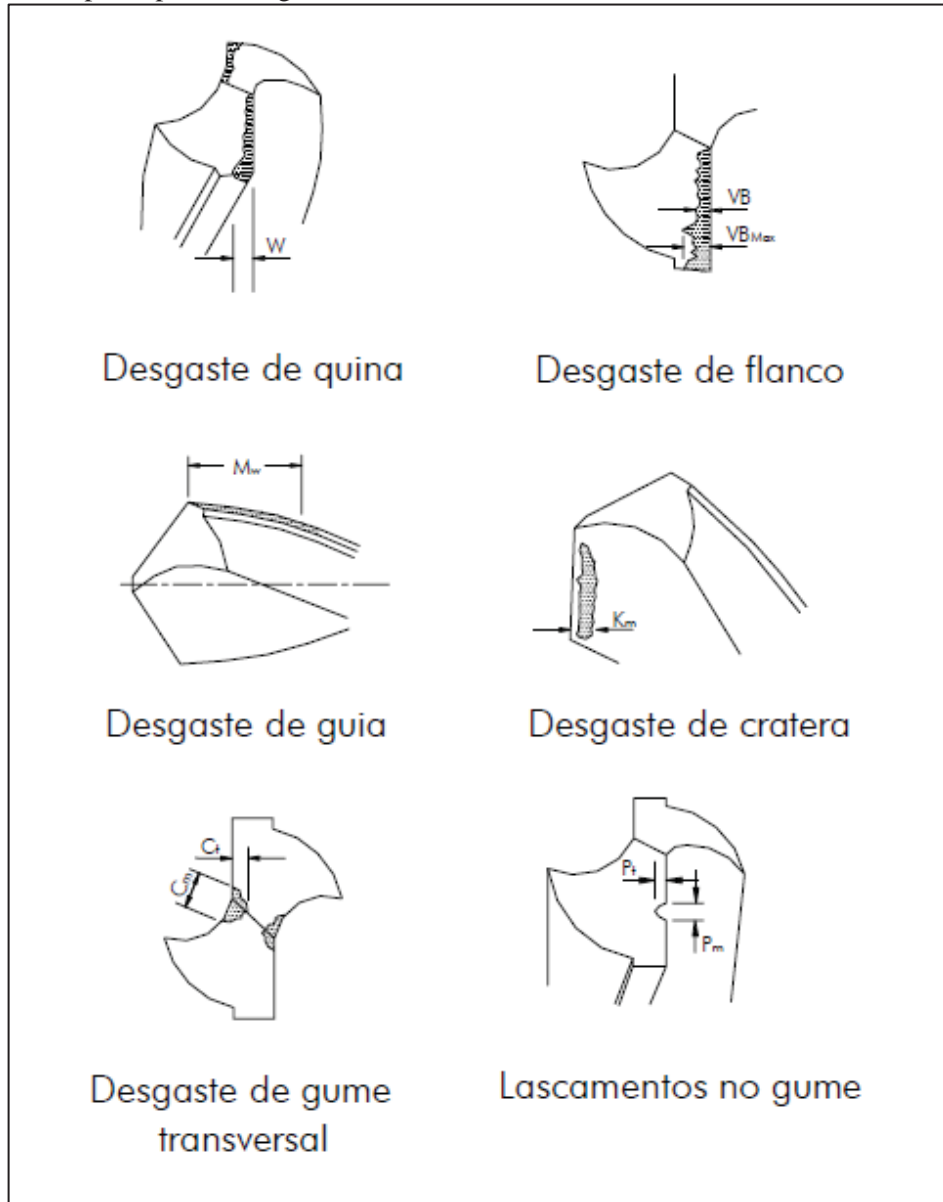 W
VB
VBMax
Desgaste de quina
Desgaste de flanco
Mw
Km
Desgaste de guia
Desgaste de cratera
Ct
Cm
Pt
Pm
Desgaste de gume
transversal
Lascamentos no gume